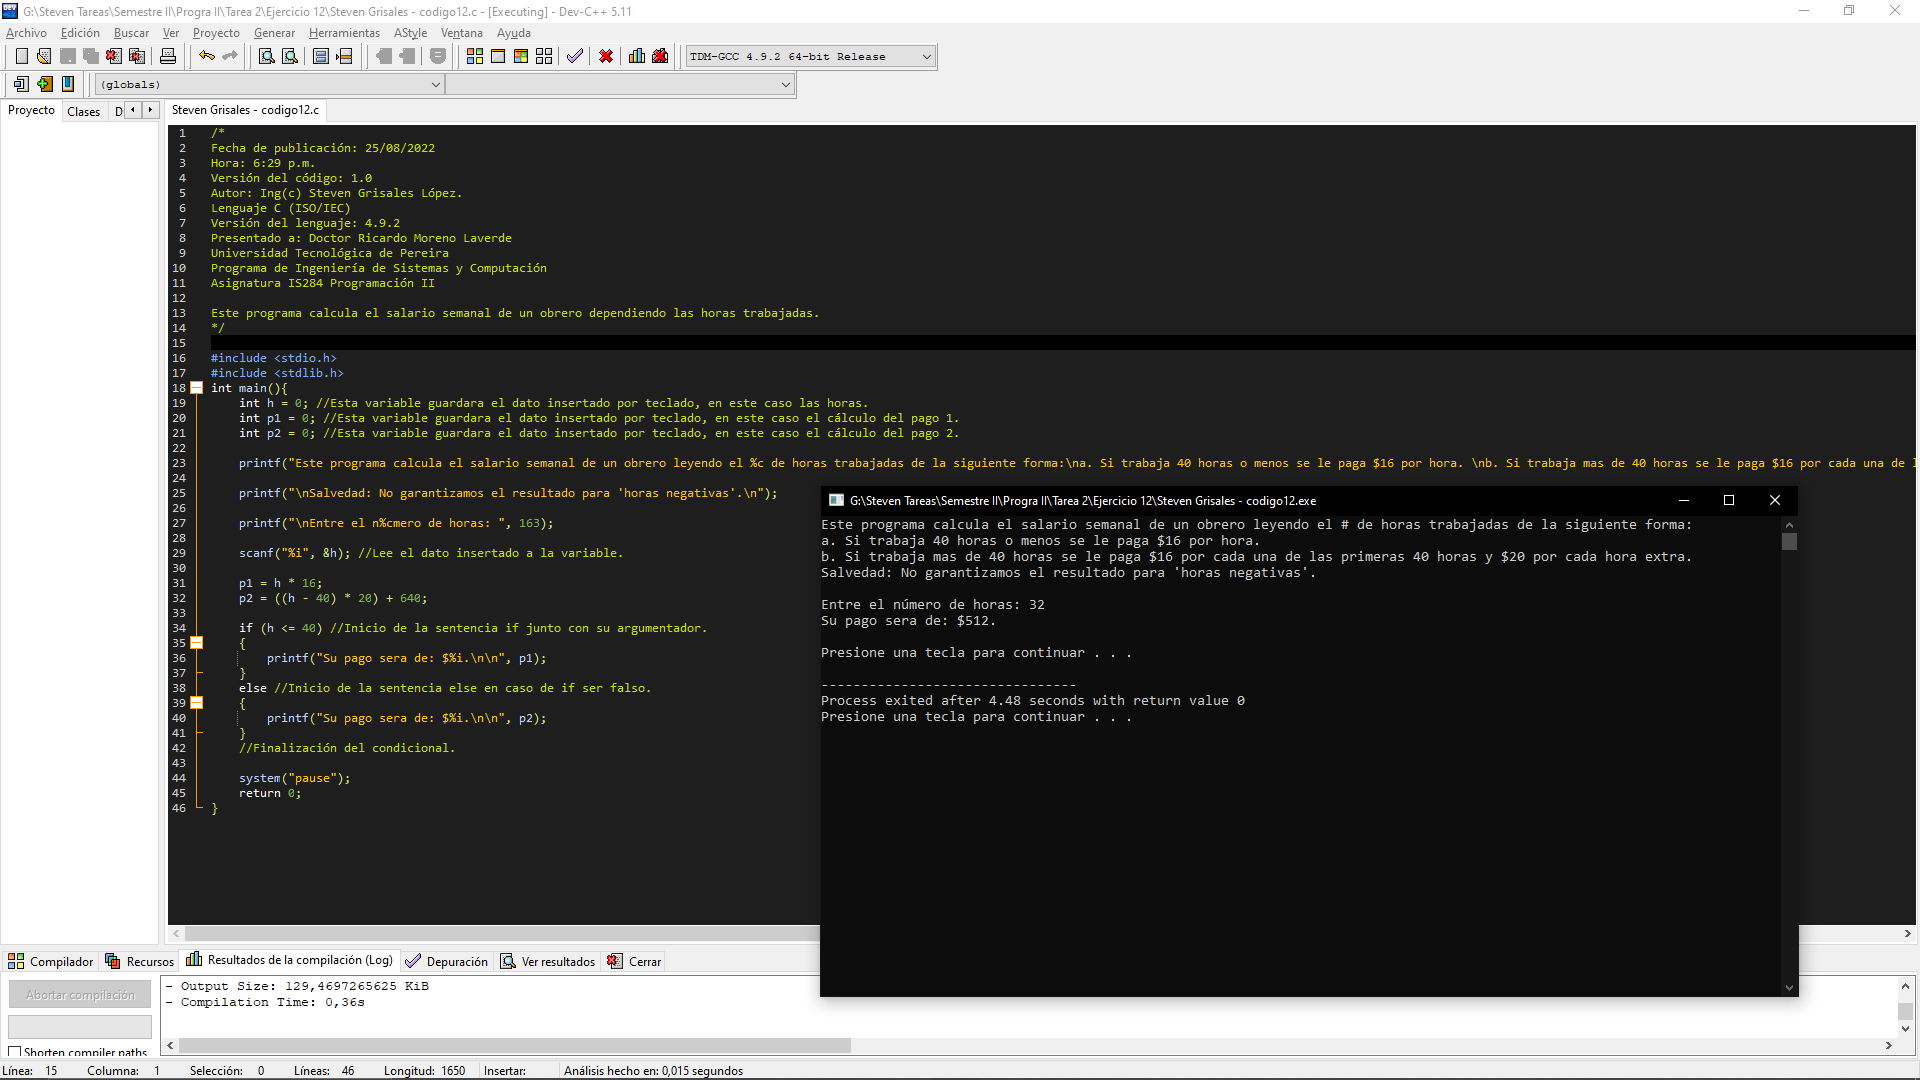 G:\Steven Tareas\Semestre II\Progra II\Tarea 2\Ejercicio 12\Steven Grisales - codigo12.c - [Executing] - Dev-C++ 5.11
Archivo Edición Buscar Ver Proyecto Generar Herramientas AStyle Ventana Ayuda
TDM-GCC 4.9.2 64-bit Release
(globals)
Proyecto Clases D
Steven Grisales - codigo12.c
1 /*
2 Fecha de publicación: 25/08/2022
3 Hora: 6:29 p.m.
4 Versión del código: 1.0
5 Autor: Ing(c) Steven Grisales López.
6 Lenguaje C (ISO/IEC)
7 Versión del lenguaje: 4.9.2
8 Presentado a: Doctor Ricardo Moreno Laverde
9 Universidad Tecnológica de Pereira
10 Programa de Ingeniería de Sistemas y Computación
11 Asignatura IS284 Programación II
12
13 Este programa calcula el salario semanal de un obrero dependiendo las horas trabajadas.
14 */
15
16 #include <stdio.h>
17 #include <stdlib.h>
18 int main(){
19 int h = 0; //Esta variable guardara el dato insertado por teclado, en este caso las horas.
20 int p1 = 0; //Esta variable guardara el dato insertado por teclado, en este caso el cálculo del pago 1.
21 int p2 = 0; //Esta variable guardara el dato insertado por teclado, en este caso el cálculo del pago 2.
22
23 printf("Este programa calcula el salario semanal de un obrero leyendo el %c de horas trabajadas de la siguiente forma:\na. Si trabaja 40 horas o menos se le paga $16 por hora. \nb. Si trabaja mas de 40 horas se le paga $16 por cada una de l
24
25 printf("\nSalvedad: No garantizamos el resultado para 'horas negativas'.\n");
26
27 printf("\nEntre el n%cmero de horas: ", 163);
28
29 scanf("%i", &h); //Lee el dato insertado a la variable.
30
31 p1 = h * 16;
32 p2 = ((h - 40) * 20) + 640;
33
34 if (h <= 40) //Inicio de la sentencia if junto con su argumentador.
35 {
36 printf("Su pago sera de: $%i.\n\n", p1);
37 }
38 else //Inicio de la sentencia else en caso de if ser falso.
39 {
40 printf("Su pago sera de: $%i.\n\n", p2);
41 }
42 //Finalización del condicional.
43
44 system("pause");
45 return 0;
46 }
G:\Steven Tareas\Semestre II\Progra II\Tarea 2\Ejercicio 12\Steven Grisales - codigo12.exe
Este programa calcula el salario semanal de un obrero leyendo el # de horas trabajadas de la siguiente forma:
a. Si trabaja 40 horas o menos se le paga $16 por hora.
b. Si trabaja mas de 40 horas se le paga $16 por cada una de las primeras 40 horas y $20 por cada hora extra.
Salvedad: No garantizamos el resultado para 'horas negativas'.
Entre el número de horas: 32
Su pago sera de: $512.
Presione una tecla para continuar . . .
--------------------------------
Process exited after 4.48 seconds with return value 0
Presione una tecla para continuar . . .
Compilador Recursos Resultados de la compilación (Log) Depuración Ver resultados Cerrar
Abortar compilación
Shorten compiler paths
- Output Size: 129,4697265625 KiB
- Compilation Time: 0,36s
Línea: 15 Columna: 1 Selección: 0 Líneas: 46 Longitud: 1650 Insertar: Análisis hecho en: 0,015 segundos